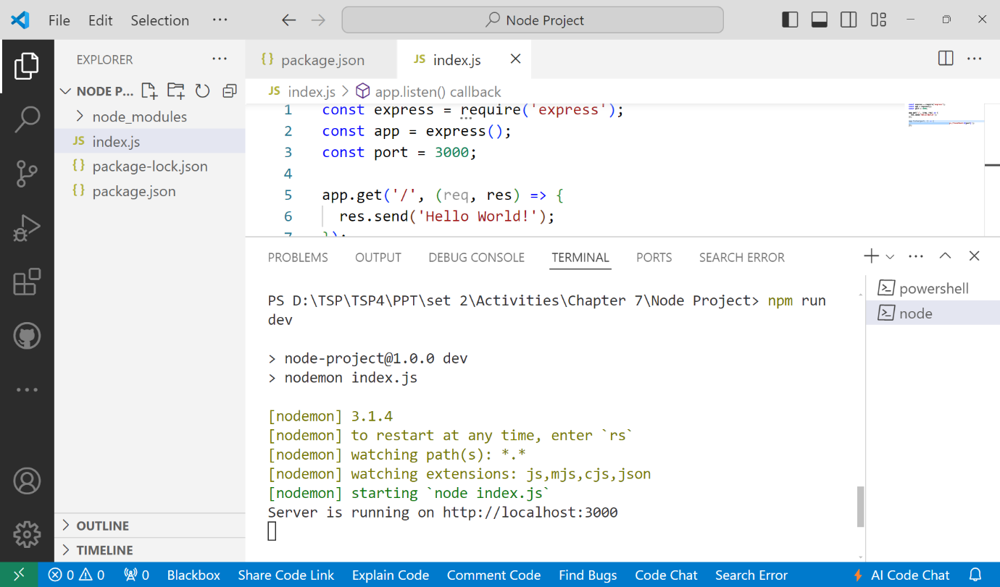 File Edit Selection ··· Node Project
EXPLORER ···
NODE P...
node_modules
JS index.js
{} package-lock.json
{} package.json
OUTLINE
TIMELINE
{} package.json JS index.js ···
JS index.js > app.listen() callback
1 const express = require('express');
2 const app = express();
3 const port = 3000;
4
5 app.get('/', (req, res) => {
6 res.send('Hello World!');
7 });
PROBLEMS OUTPUT DEBUG CONSOLE TERMINAL PORTS SEARCH ERROR ···
PS D:\TSP\TSP4\PPT\set 2\Activities\Chapter 7\Node Project> npm run
dev
> node-project@1.0.0 dev
> nodemon index.js
[nodemon] 3.1.4
[nodemon] to restart at any time, enter `rs`
[nodemon] watching path(s): *.*
[nodemon] watching extensions: js,mjs,cjs,json
[nodemon] starting `node index.js`
Server is running on http://localhost:3000
powershell
node
0 0 0 Blackbox Share Code Link Explain Code Comment Code Find Bugs Code Chat Search Error AI Code Chat